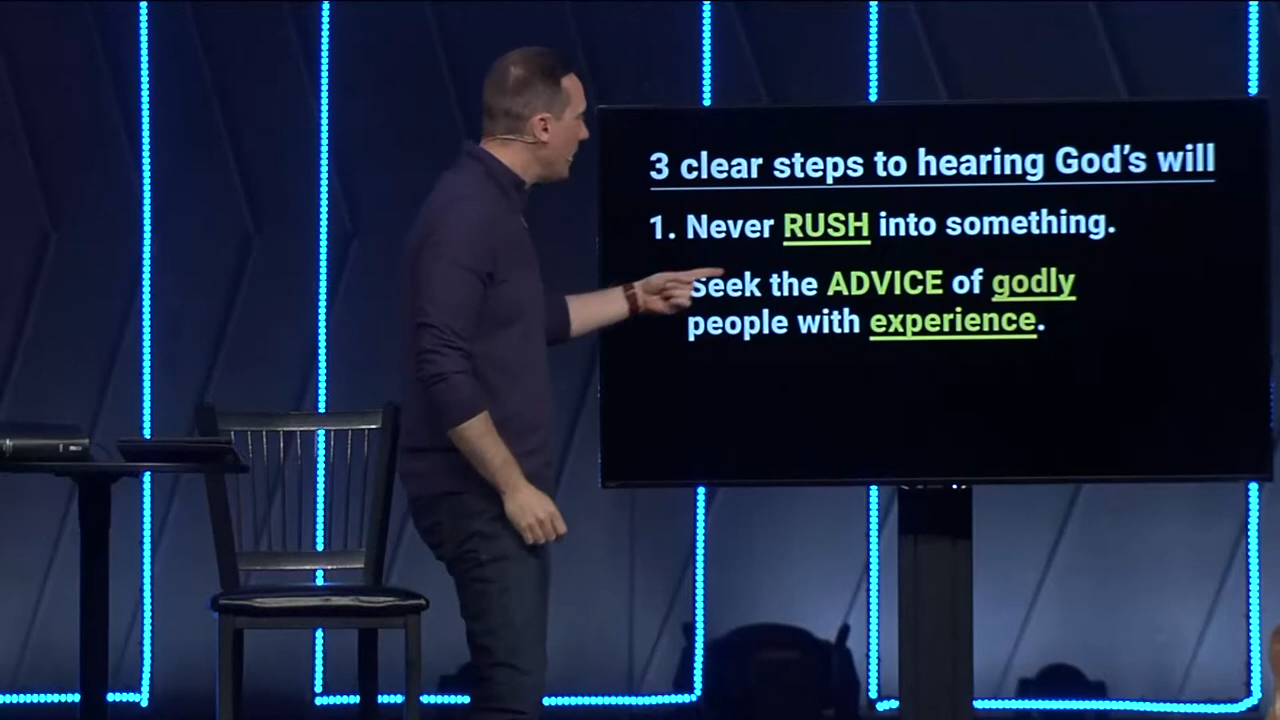 3 clear steps to hearing God's will
1. Never RUSH into something.
Seek the ADVICE of godly
people with experience.